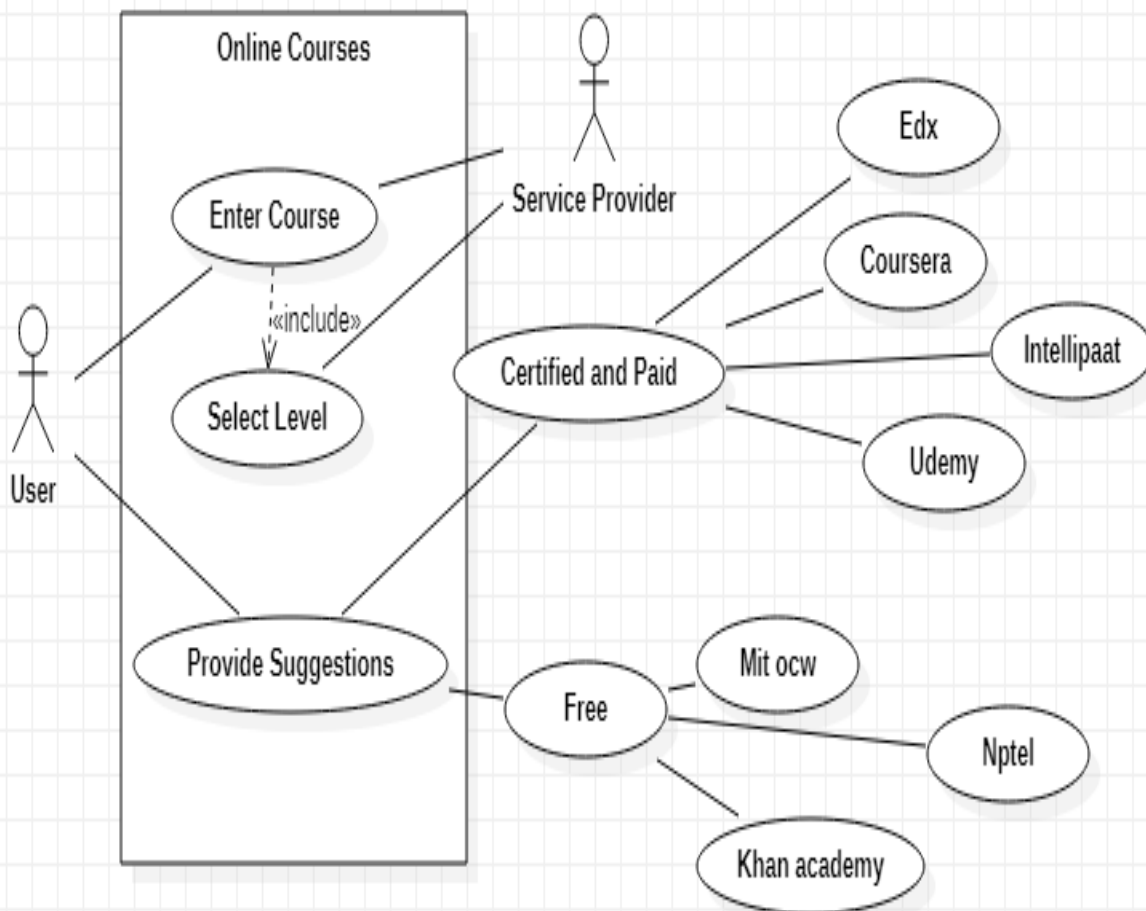 Online Courses
Enter Course
«include»
Select Level
Provide Suggestions
User
Service Provider
Certified and Paid
Edx
Coursera
Intellipaat
Udemy
Free
Mit ocw
Nptel
Khan academy